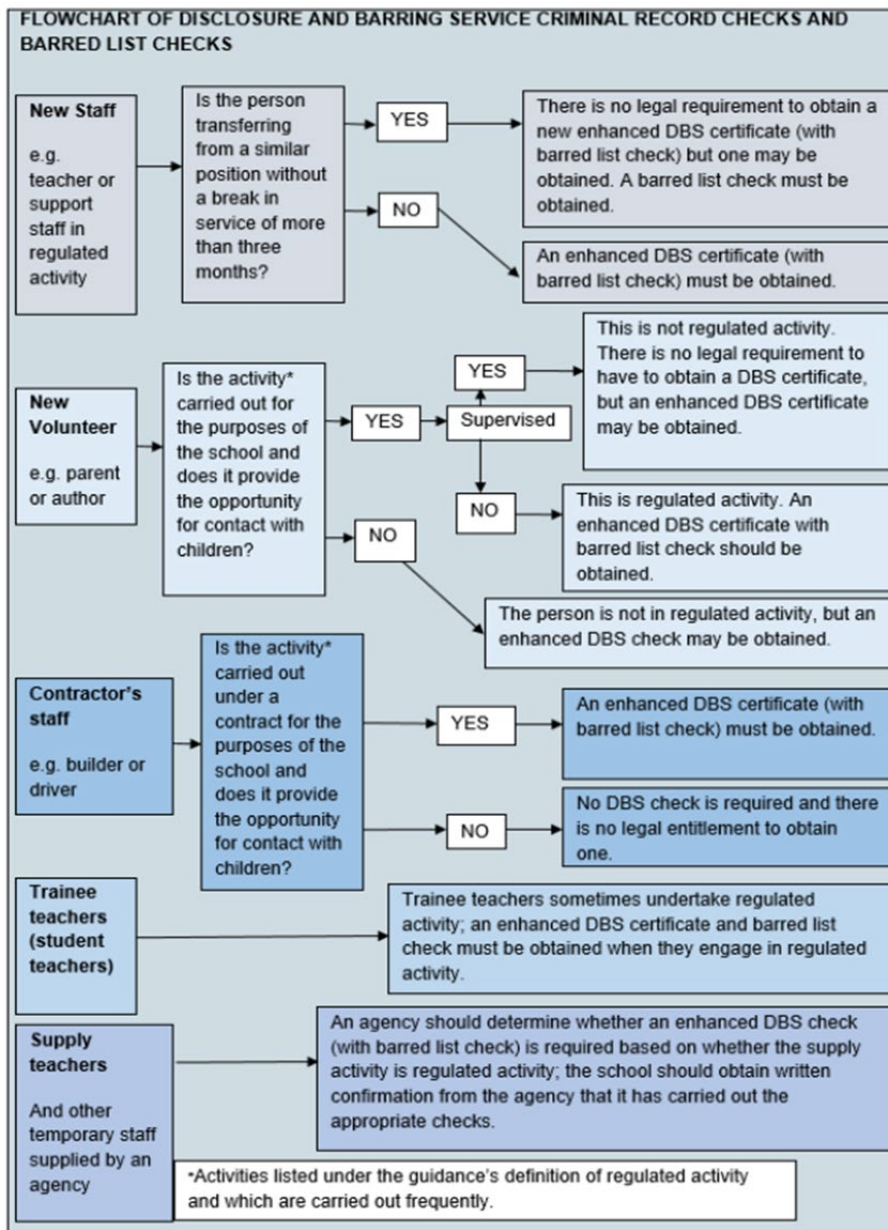 FLOWCHART OF DISCLOSURE AND BARRING SERVICE CRIMINAL RECORD CHECKS AND
BARRED LIST CHECKS
New Staff
e.g.
teacher or
support
staff in
regulated
activity
Is the person
transferring
from a similar
position without
a break in
service of more
than three
months?
YES
There is no legal requirement to obtain a
new enhanced DBS certificate (with
barred list check) but one may be
obtained. A barred list check must be
obtained.
NO
An enhanced DBS certificate (with
barred list check) must be obtained.
New
Volunteer
e.g. parent
or author
Is the activity*
carried out for
the purposes of
the school and
does it provide
the opportunity
for contact with
children?
YES
Supervised
YES
This is not regulated activity.
There is no legal requirement to
have to obtain a DBS certificate,
but an enhanced DBS certificate
may be obtained.
NO
This is regulated activity. An
enhanced DBS certificate with
barred list check should be
obtained.
NO
The person is not in regulated activity, but an
enhanced DBS check may be obtained.
Contractor's
staff
e.g. builder or
driver
Is the activity*
carried out
under a
contract for the
purposes of the
school and
does it provide
the opportunity
for contact with
children?
YES
An enhanced DBS certificate (with
barred list check) must be obtained.
NO
No DBS check is required and there
is no legal entitlement to obtain
one.
Trainee
teachers
(student
teachers)
Trainee teachers sometimes undertake regulated
activity; an enhanced DBS certificate and barred list
check must be obtained when they engage in regulated
activity.
Supply
teachers
And other
temporary staff
supplied by an
agency
An agency should determine whether an enhanced DBS check
(with barred list check) is required based on whether the supply
activity is regulated activity; the school should obtain written
confirmation from the agency that it has carried out the
appropriate checks.
*Activities listed under the guidance's definition of regulated activity
and which are carried out frequently.